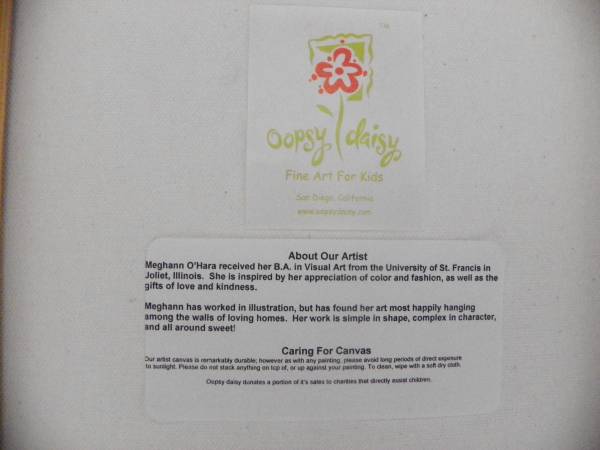 TM
Oopsy daisy
Fine Art For Kids
San Diego, California
www.oopsydaisy.com
About Our Artist
Meghann O'Hara received her B.A. in Visual Art from the University of St. Francis in
Joliet, Illinois. She is inspired by her appreciation of color and fashion, as well as the
gifts of love and kindness.
Meghann has worked in illustration, but has found her art most happily hanging
among the walls of loving homes. Her work is simple in shape, complex in character,
and all around sweet!
Caring For Canvas
Our artist canvas is remarkably durable; however as with any painting, please avoid long periods of direct exposure
to sunlight. Please do not stack anything on top of, or up against your painting. To clean, wipe with a soft dry cloth.
Oopsy daisy donates a portion of it's sales to charities that directly assist children.